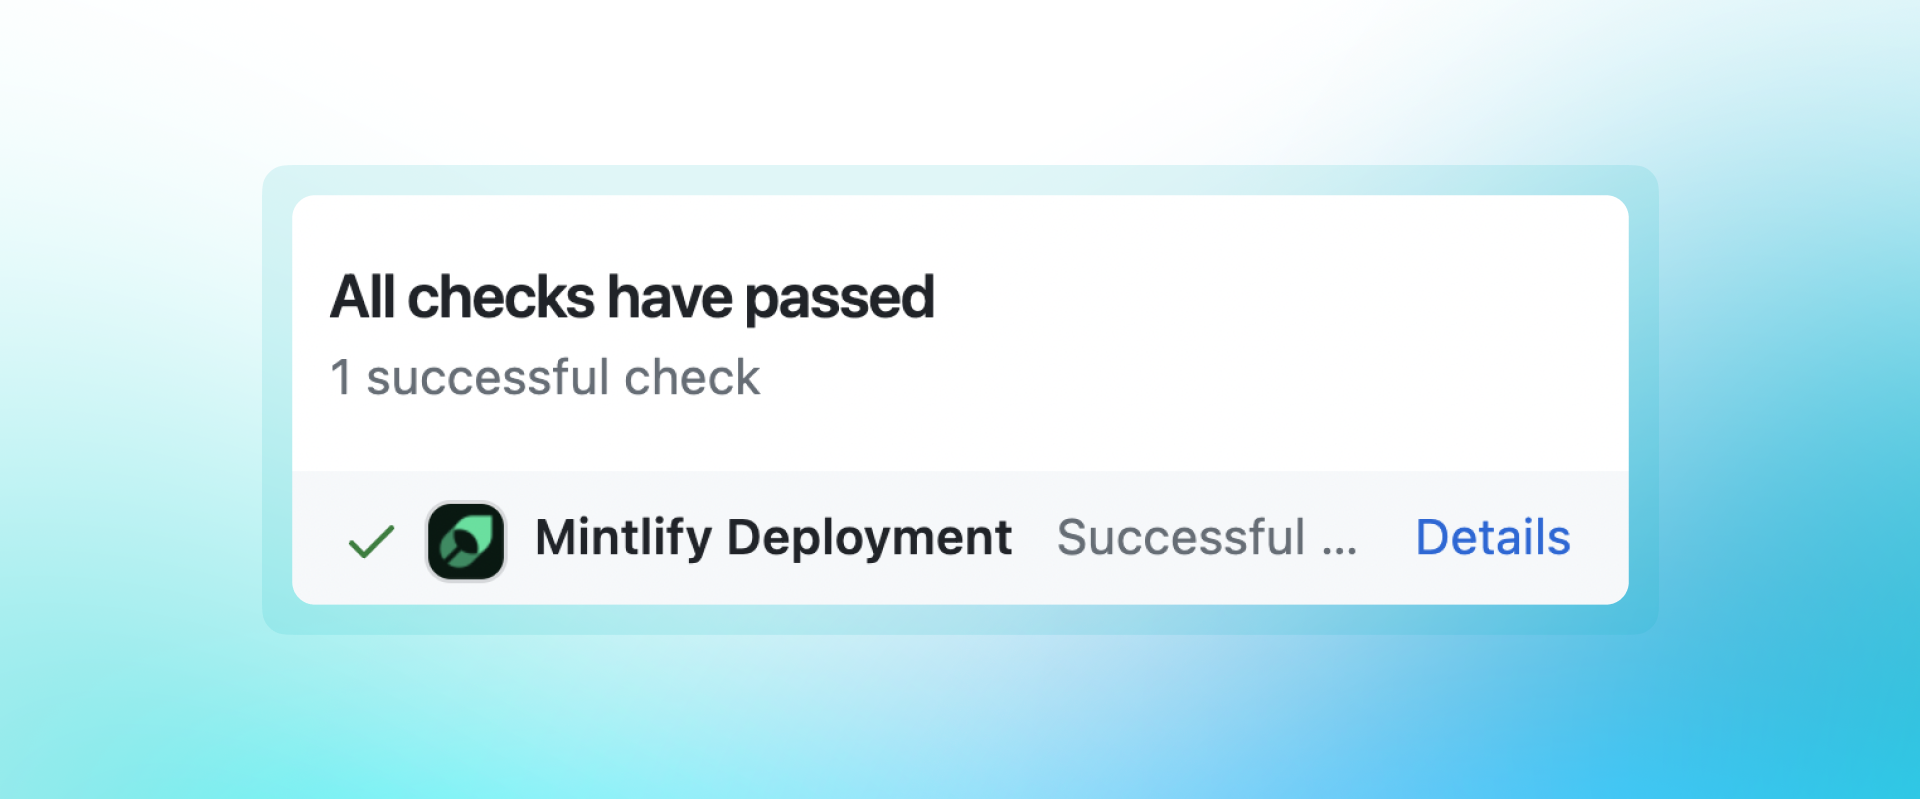 All checks have passed
1 successful check
Mintlify Deployment Successful ... Details